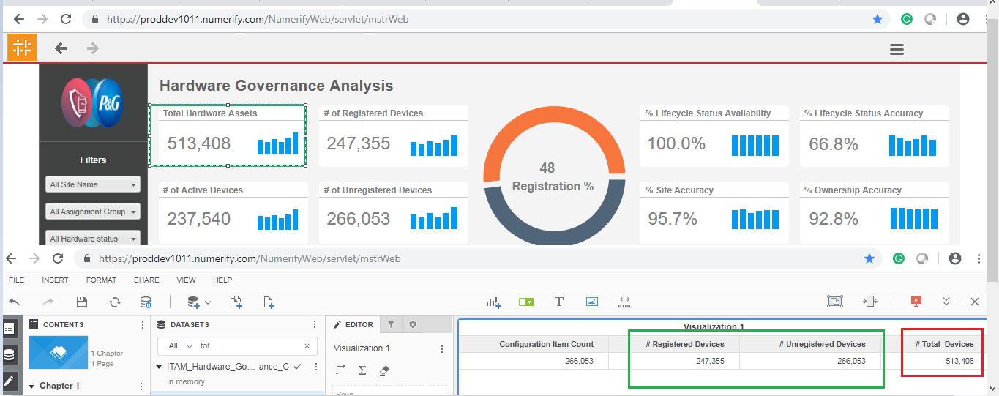 https://proddev1011.numerify.com/NumerifyWeb/servlet/mstrWeb
P&G
Hardware Governance Analysis
Total Hardware Assets
513,408
# of Registered Devices
247,355
48
Registration %
% Lifecycle Status Availability
100.0%
% Lifecycle Status Accuracy
66.8%
Filters
All Site Name
All Assignment Group
All Hardware status
# of Active Devices
237,540
# of Unregistered Devices
266,053
% Site Accuracy
95.7%
% Ownership Accuracy
92.8%
https://proddev1011.numerify.com/NumerifyWeb/servlet/mstrWeb
FILE INSERT FORMAT SHARE VIEW HELP
T
HTML
CONTENTS
1 Chapter
1 Page
Chapter 1
DATASETS
All tot
ITAM_Hardware_Go... ance_C
In memory
EDITOR
Visualization 1
Rows
Visualization 1
Configuration Item Count # Registered Devices # Unregistered Devices # Total Devices
266,053 247,355 266,053 513,408